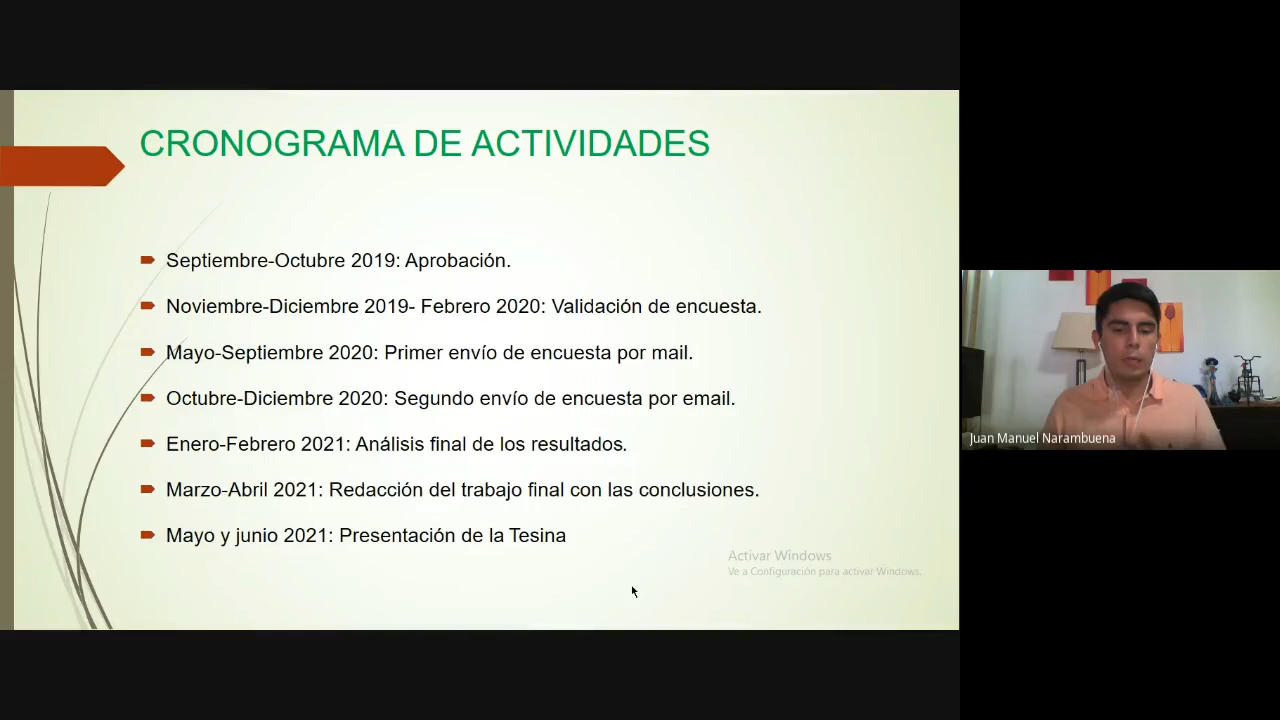 CRONOGRAMA DE ACTIVIDADES
Septiembre-Octubre 2019: Aprobación.
Noviembre-Diciembre 2019- Febrero 2020: Validación de encuesta.
Mayo-Septiembre 2020: Primer envío de encuesta por mail.
Octubre-Diciembre 2020: Segundo envío de encuesta por email.
Enero-Febrero 2021: Análisis final de los resultados.
Marzo-Abril 2021: Redacción del trabajo final con las conclusiones.
Mayo y junio 2021: Presentación de la Tesina
Activar Windows
Ve a Configuración para activar Windows.
Juan Manuel Narambuena